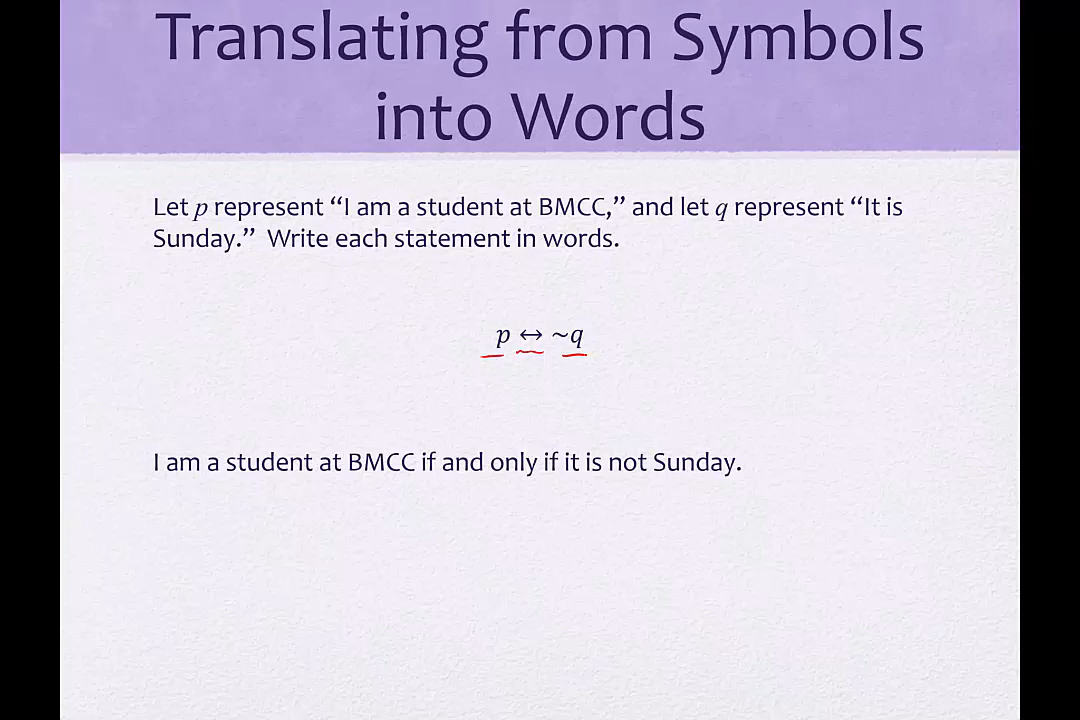 Translating from Symbols
into Words
Let p represent “I am a student at BMCC,” and let q represent “It is
Sunday.”  Write each statement in words.
p ↔ ~q
I am a student at BMCC if and only if it is not Sunday.